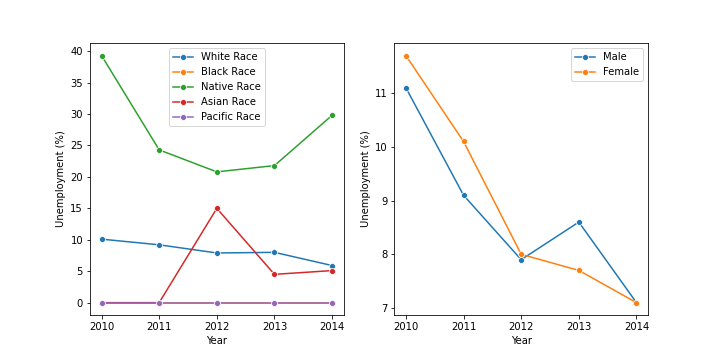 40
35
30
25
20
15
10
5
0
Unemployment (%)
White Race
Black Race
Native Race
Asian Race
Pacific Race
2010 2011 2012 2013 2014
Year
11
10
9
8
7
Unemployment (%)
Male
Female
2010 2011 2012 2013 2014
Year